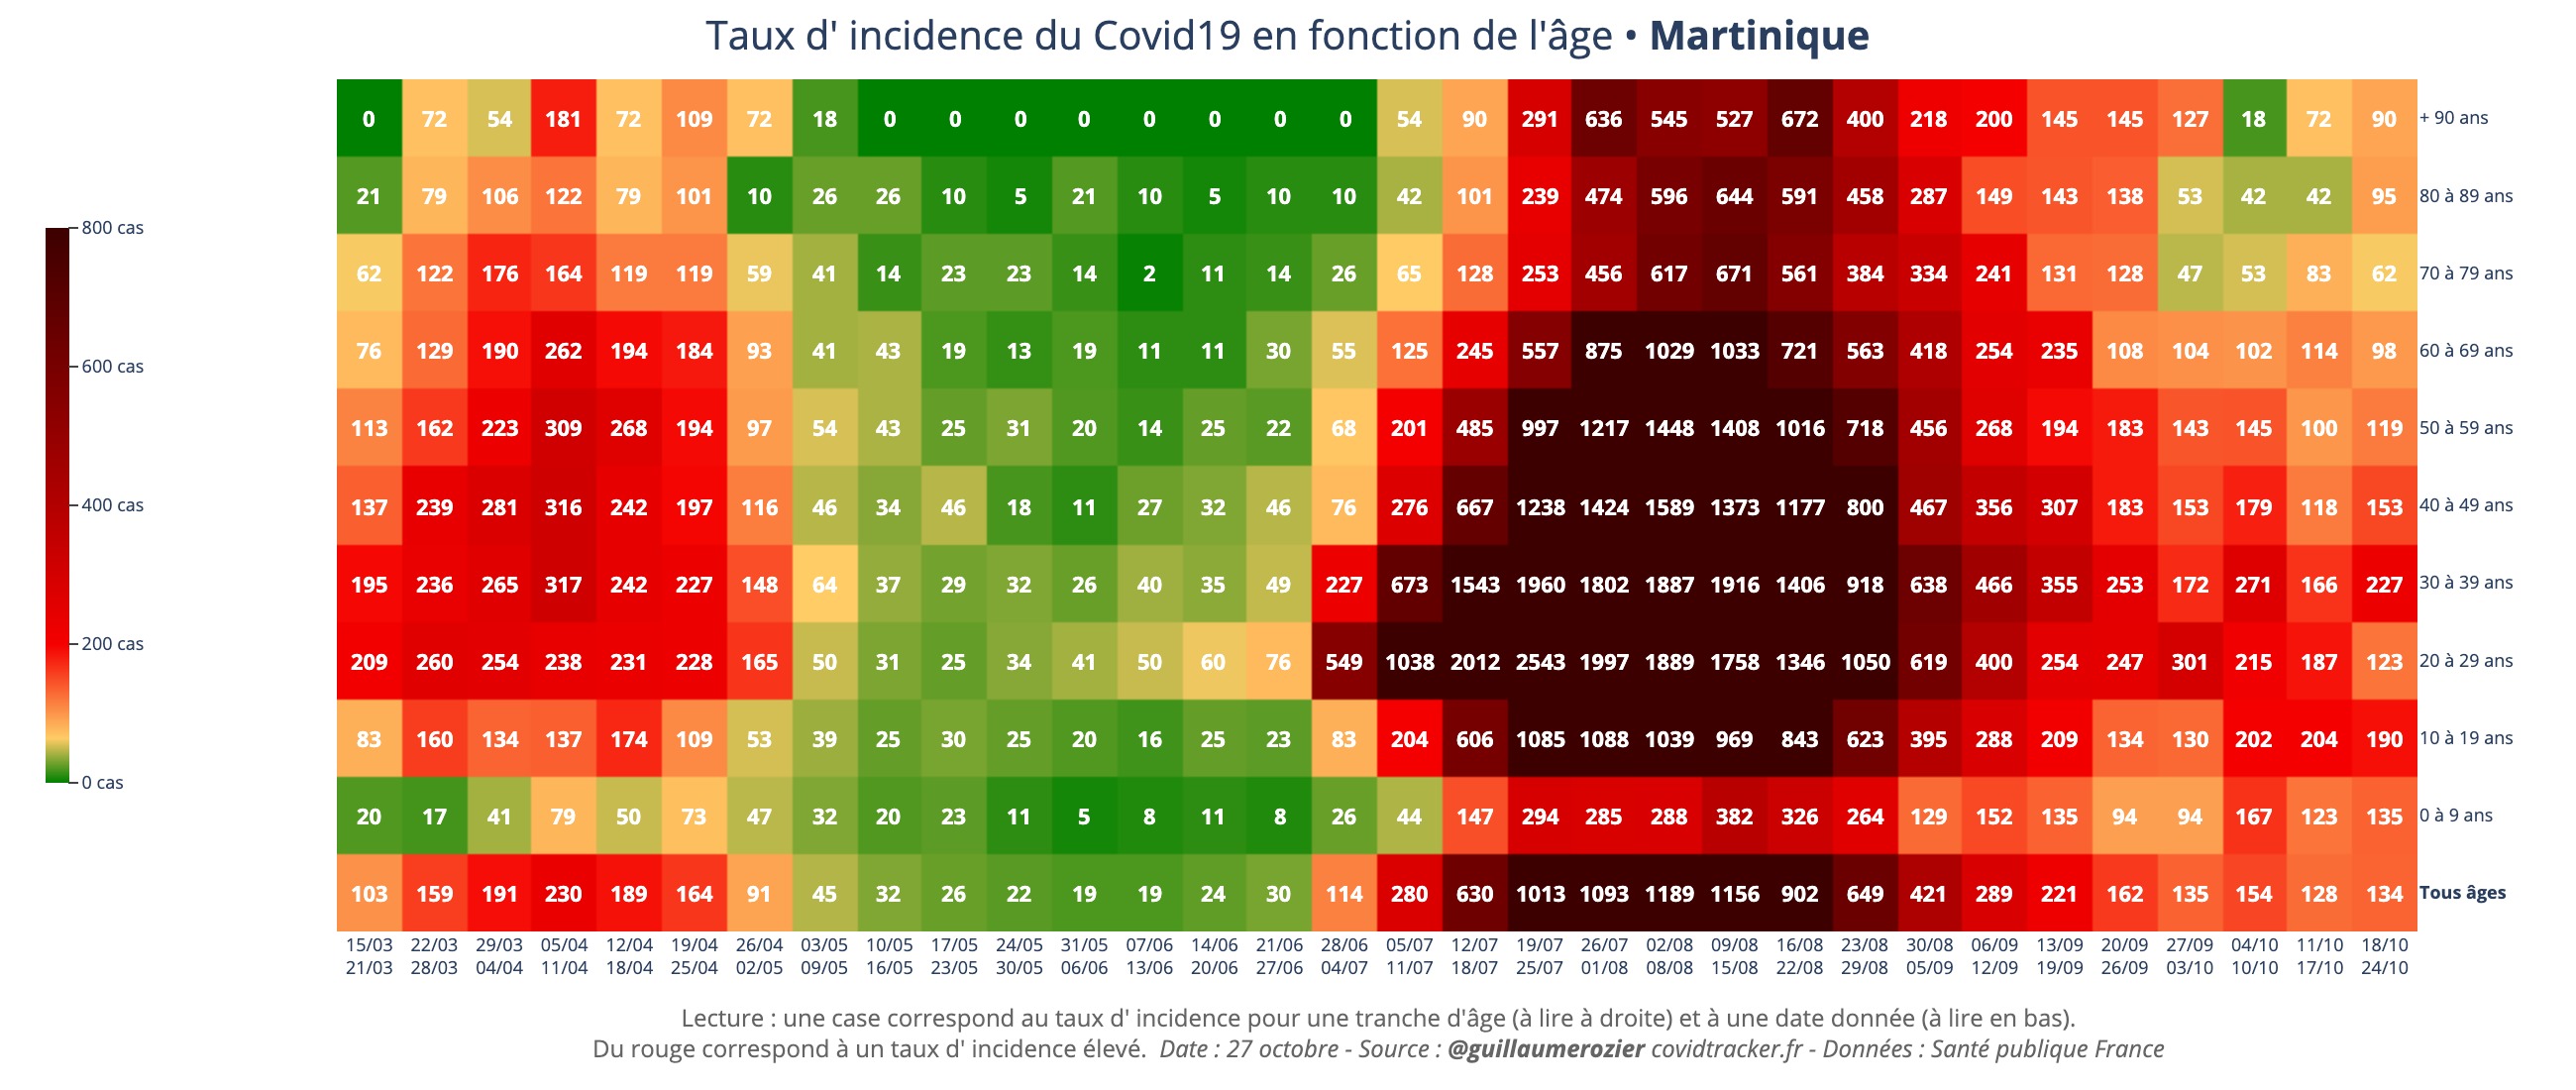 Taux d' incidence du Covid19 en fonction de l'âge • Martinique
0 72 54 181 72 109 72 18 0 0 0 0 0 0 0 0 54 90 291 636 545 527 672 400 218 200 145 145 127 18 72 90 + 90 ans
21 79 106 122 79 101 10 26 26 10 5 21 10 5 10 10 42 101 239 474 596 644 591 458 287 149 143 138 53 42 42 95 80 à 89 ans
800 cas
62 122 176 164 119 119 59 41 14 23 23 14 2 11 14 26 65 128 253 456 617 671 561 384 334 241 131 128 47 53 83 62 70 à 79 ans
76 129 190 262 194 184 93 41 43 19 13 19 11 11 30 55 125 245 557 875 1029 1033 721 563 418 254 235 108 104 102 114 98 60 à 69 ans
600 cas
113 162 223 309 268 194 97 54 43 25 31 20 14 25 22 68 201 485 997 1217 1448 1408 1016 718 456 268 194 183 143 145 100 119 50 à 59 ans
400 cas
137 239 281 316 242 197 116 46 34 46 18 11 27 32 46 76 276 667 1238 1424 1589 1373 1177 800 467 356 307 183 153 179 118 153 40 à 49 ans
195 236 265 317 242 227 148 64 37 29 32 26 40 35 49 227 673 1543 1960 1802 1887 1916 1406 918 638 466 355 253 172 271 166 227 30 à 39 ans
200 cas
209 260 254 238 231 228 165 50 31 25 34 41 50 60 76 549 1038 2012 2543 1997 1889 1758 1346 1050 619 400 254 247 301 215 187 123 20 à 29 ans
83 160 134 137 174 109 53 39 25 30 25 20 16 25 23 83 204 606 1085 1088 1039 969 843 623 395 288 209 134 130 202 204 190 10 à 19 ans
0 cas
20 17 41 79 50 73 47 32 20 23 11 5 8 11 8 26 44 147 294 285 288 382 326 264 129 152 135 94 94 167 123 135 0 à 9 ans
103 159 191 230 189 164 91 45 32 26 22 19 19 24 30 114 280 630 1013 1093 1189 1156 902 649 421 289 221 162 135 154 128 134 Tous âges
15/03 22/03 29/03 05/04 12/04 19/04 26/04 03/05 10/05 17/05 24/05 31/05 07/06 14/06 21/06 28/06 05/07 12/07 19/07 26/07 02/08 09/08 16/08 23/08 30/08 06/09 13/09 20/09 27/09 04/10 11/10 18/10
21/03 28/03 04/04 11/04 18/04 25/04 02/05 09/05 16/05 23/05 30/05 06/06 13/06 20/06 27/06 04/07 11/07 18/07 25/07 01/08 08/08 15/08 22/08 29/08 05/09 12/09 19/09 26/09 03/10 10/10 17/10 24/10
Lecture : une case correspond au taux d' incidence pour une tranche d'âge (à lire à droite) et à une date donnée (à lire en bas).
Du rouge correspond à un taux d' incidence élevé. Date : 27 octobre - Source : @guillaumerozier covidtracker.fr - Données : Santé publique France